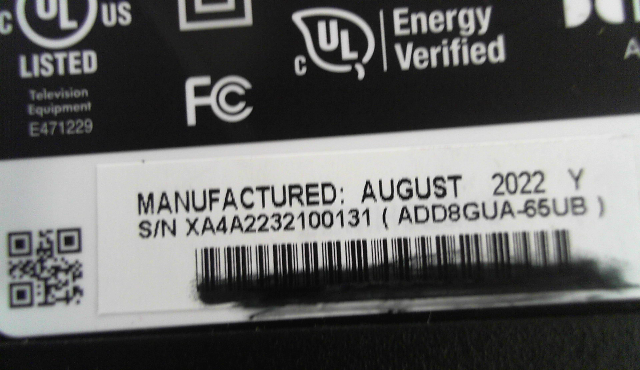 C UL US
LISTED
Television
Equipment
E471229
FC
C UL
Energy
Verified
MANUFACTURED: AUGUST 2022 Y
S/N XA4A2232100131 ( ADD8GUA-65UB )